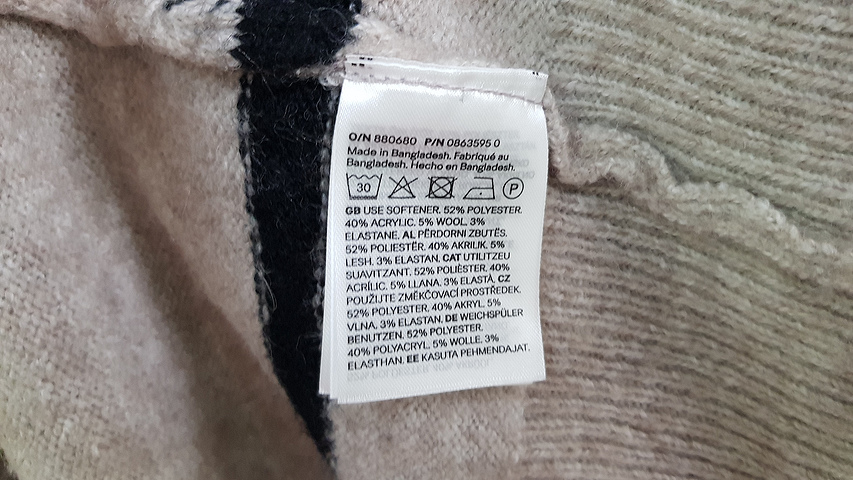 O/N 880680 P/N 0863595 0
Made in Bangladesh. Fabriqué au
Bangladesh. Hecho en Bangladesh.
30 P
GB USE SOFTENER. 52% POLYESTER.
40% ACRYLIC. 5% WOOL. 3%
ELASTANE. AL PËRDORNI ZBUTËS.
52% POLIESTËR. 40% AKRILIK. 5%
LESH. 3% ELASTAN. CAT UTILITZEU
SUAVITZANT. 52% POLIÈSTER. 40%
ACRÍLIC. 5% LLANA. 3% ELASTÀ. CZ
POUŽIJTE ZMĚKČOVACÍ PROSTŘEDEK.
52% POLYESTER. 40% AKRYL. 5%
VLNA. 3% ELASTAN. DE WEICHSPÜLER
BENUTZEN. 52% POLYESTER.
40% POLYACRYL. 5% WOLLE. 3%
ELASTHAN. EE KASUTA PEHMENDAJAT.